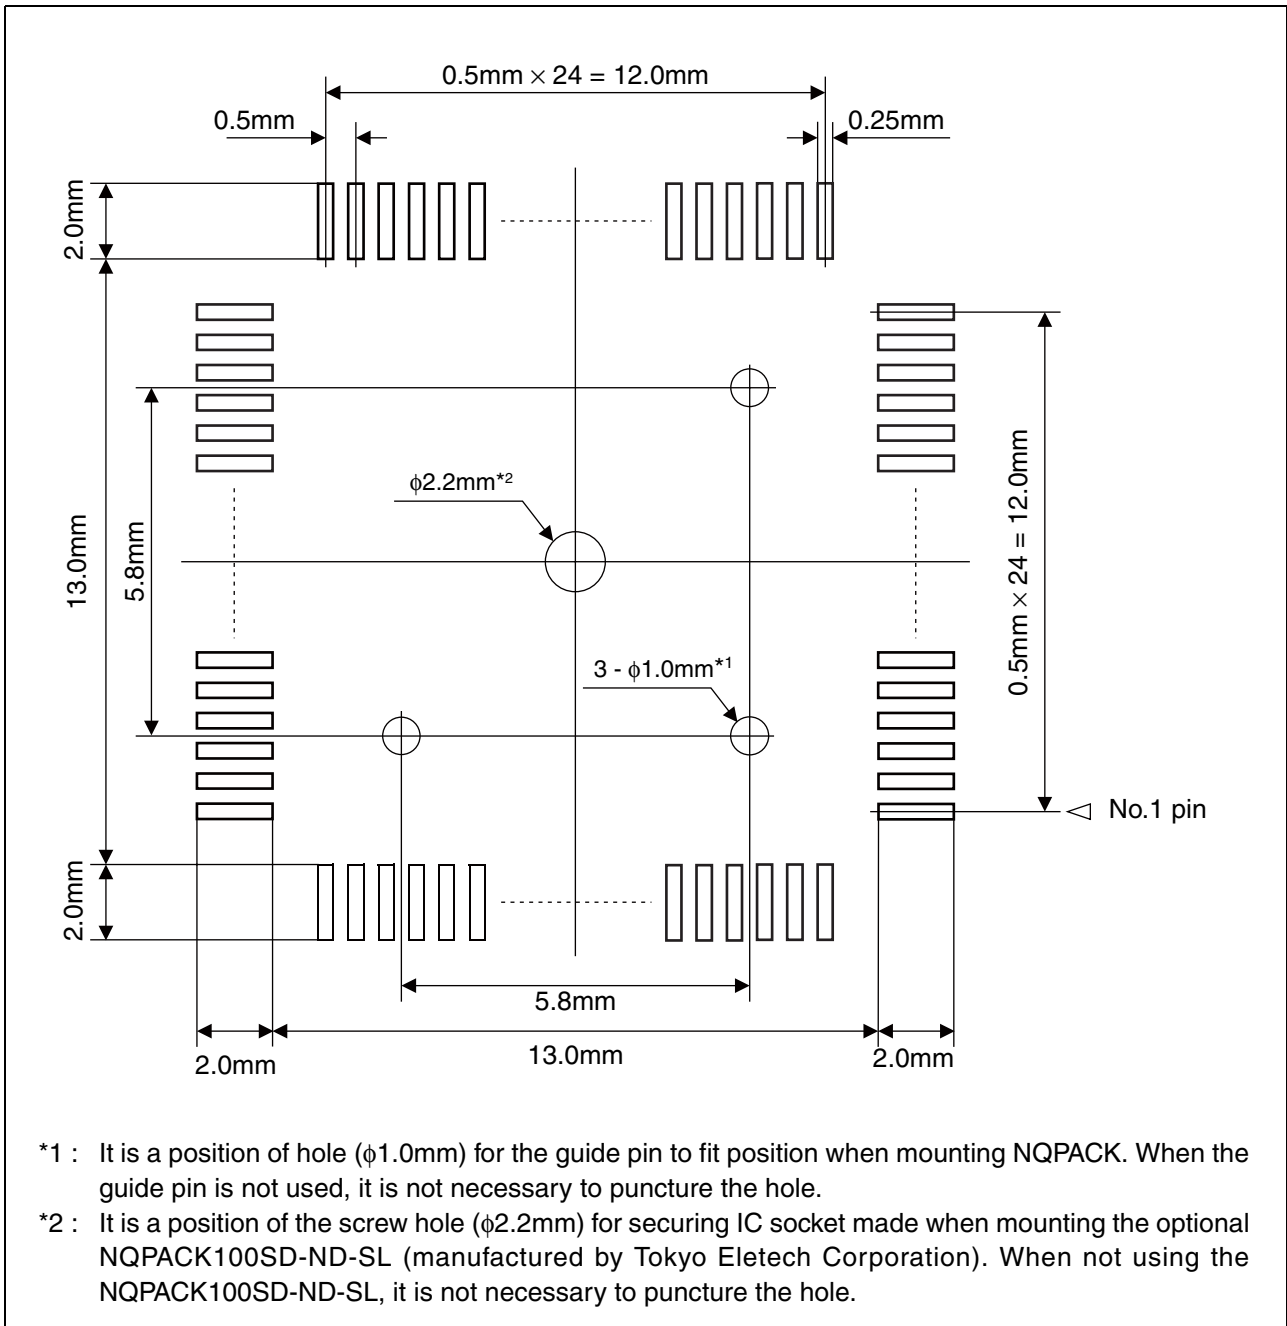 0.5mm × 24 = 12.0mm
0.5mm
0.25mm
2.0mm
13.0mm
5.8mm
ϕ2.2mm*2
3 - ϕ1.0mm*1
0.5mm × 24 = 12.0mm
No.1 pin
2.0mm
5.8mm
2.0mm
13.0mm
2.0mm
*1 : It is a position of hole (ϕ1.0mm) for the guide pin to fit position when mounting NQPACK. When the
guide pin is not used, it is not necessary to puncture the hole.
*2 : It is a position of the screw hole (ϕ2.2mm) for securing IC socket made when mounting the optional
NQPACK100SD-ND-SL (manufactured by Tokyo Eletech Corporation). When not using the
NQPACK100SD-ND-SL, it is not necessary to puncture the hole.